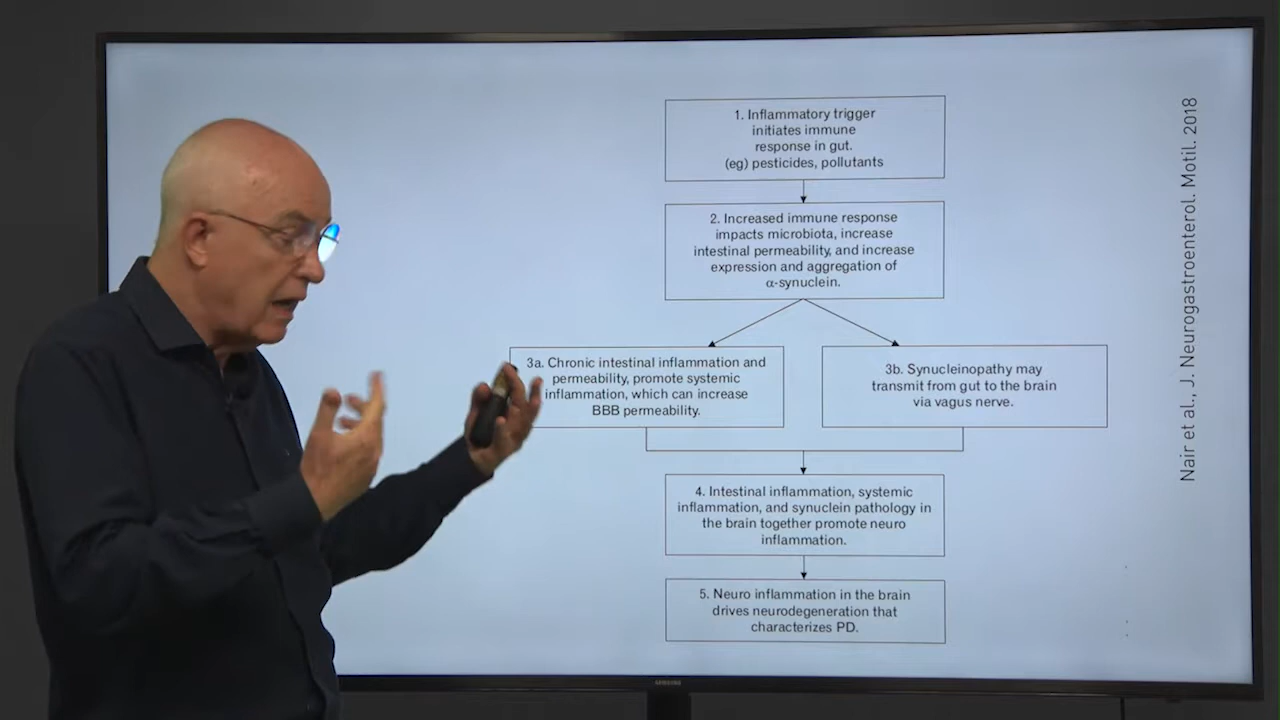 1. Inflammatory trigger
initiates immune
response in gut.
(eg) pesticides, pollutants
2. Increased immune response
impacts microbiota, increase
intestinal permeability, and increase
expression and aggregation of
α-synuclein.
3a. Chronic intestinal inflammation and
permeability, promote systemic
inflammation, which can increase
BBB permeability.
3b. Synucleinopathy may
transmit from gut to the brain
via vagus nerve.
4. Intestinal inflammation, systemic
inflammation, and synuclein pathology in
the brain together promote neuro
inflammation.
5. Neuro inflammation in the brain
drives neurodegeneration that
characterizes PD.
Nair et al., J. Neurogastroenterol. Motil. 2018
SAMSUNG